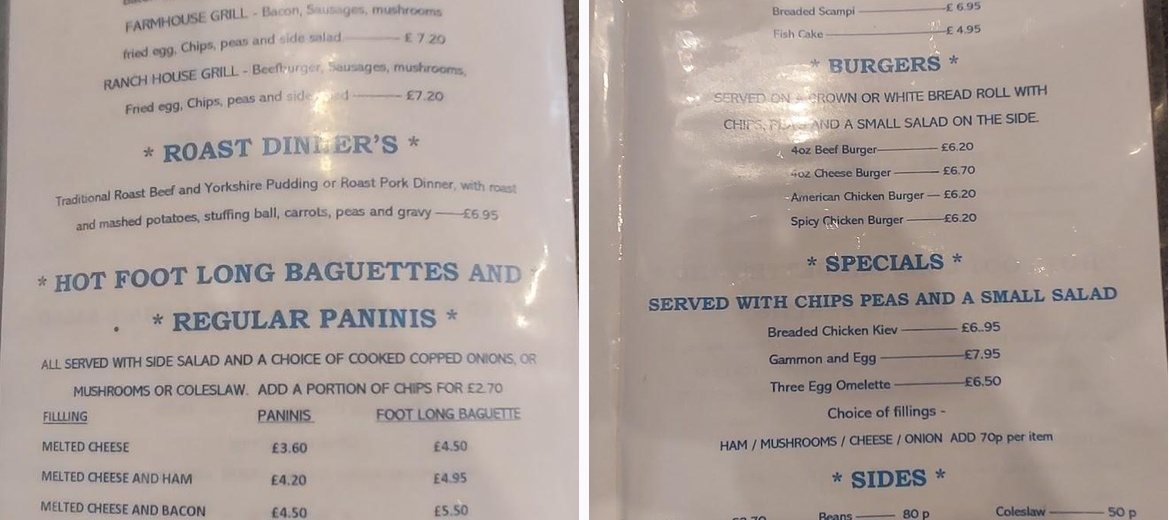 FARMHOUSE GRILL - Bacon, Sausages, mushrooms
fried egg, Chips, peas and side salad £ 7.20
RANCH HOUSE GRILL - Beefburger, Sausages, mushrooms,
Fried egg, Chips, peas and side £7.20
* ROAST DINNER'S *
Traditional Roast Beef and Yorkshire Pudding or Roast Pork Dinner, with roast
and mashed potatoes, stuffing ball, carrots, peas and gravy £6.95
* HOT FOOT LONG BAGUETTES AND *
* REGULAR PANINIS *
ALL SERVED WITH SIDE SALAD AND A CHOICE OF COOKED COPPED ONIONS, OR
MUSHROOMS OR COLESLAW. ADD A PORTION OF CHIPS FOR £2.70
FILLLING PANINIS FOOT LONG BAGUETTE
MELTED CHEESE £3.60 £4.50
MELTED CHEESE AND HAM £4.20 £4.95
MELTED CHEESE AND BACON £4.50 £5.50
Breaded Scampi £ 6.95
Fish Cake £ 4.95
* BURGERS *
SERVED ON A BROWN OR WHITE BREAD ROLL WITH
CHIPS, PEAS AND A SMALL SALAD ON THE SIDE.
4oz Beef Burger £6.20
4oz Cheese Burger £6.70
American Chicken Burger £6.20
Spicy Chicken Burger £6.20
* SPECIALS *
SERVED WITH CHIPS PEAS AND A SMALL SALAD
Breaded Chicken Kiev £6..95
Gammon and Egg £7.95
Three Egg Omelette £6.50
Choice of fillings -
HAM / MUSHROOMS / CHEESE / ONION ADD 70p per item
* SIDES *
Beans 80 p Coleslaw 50 p